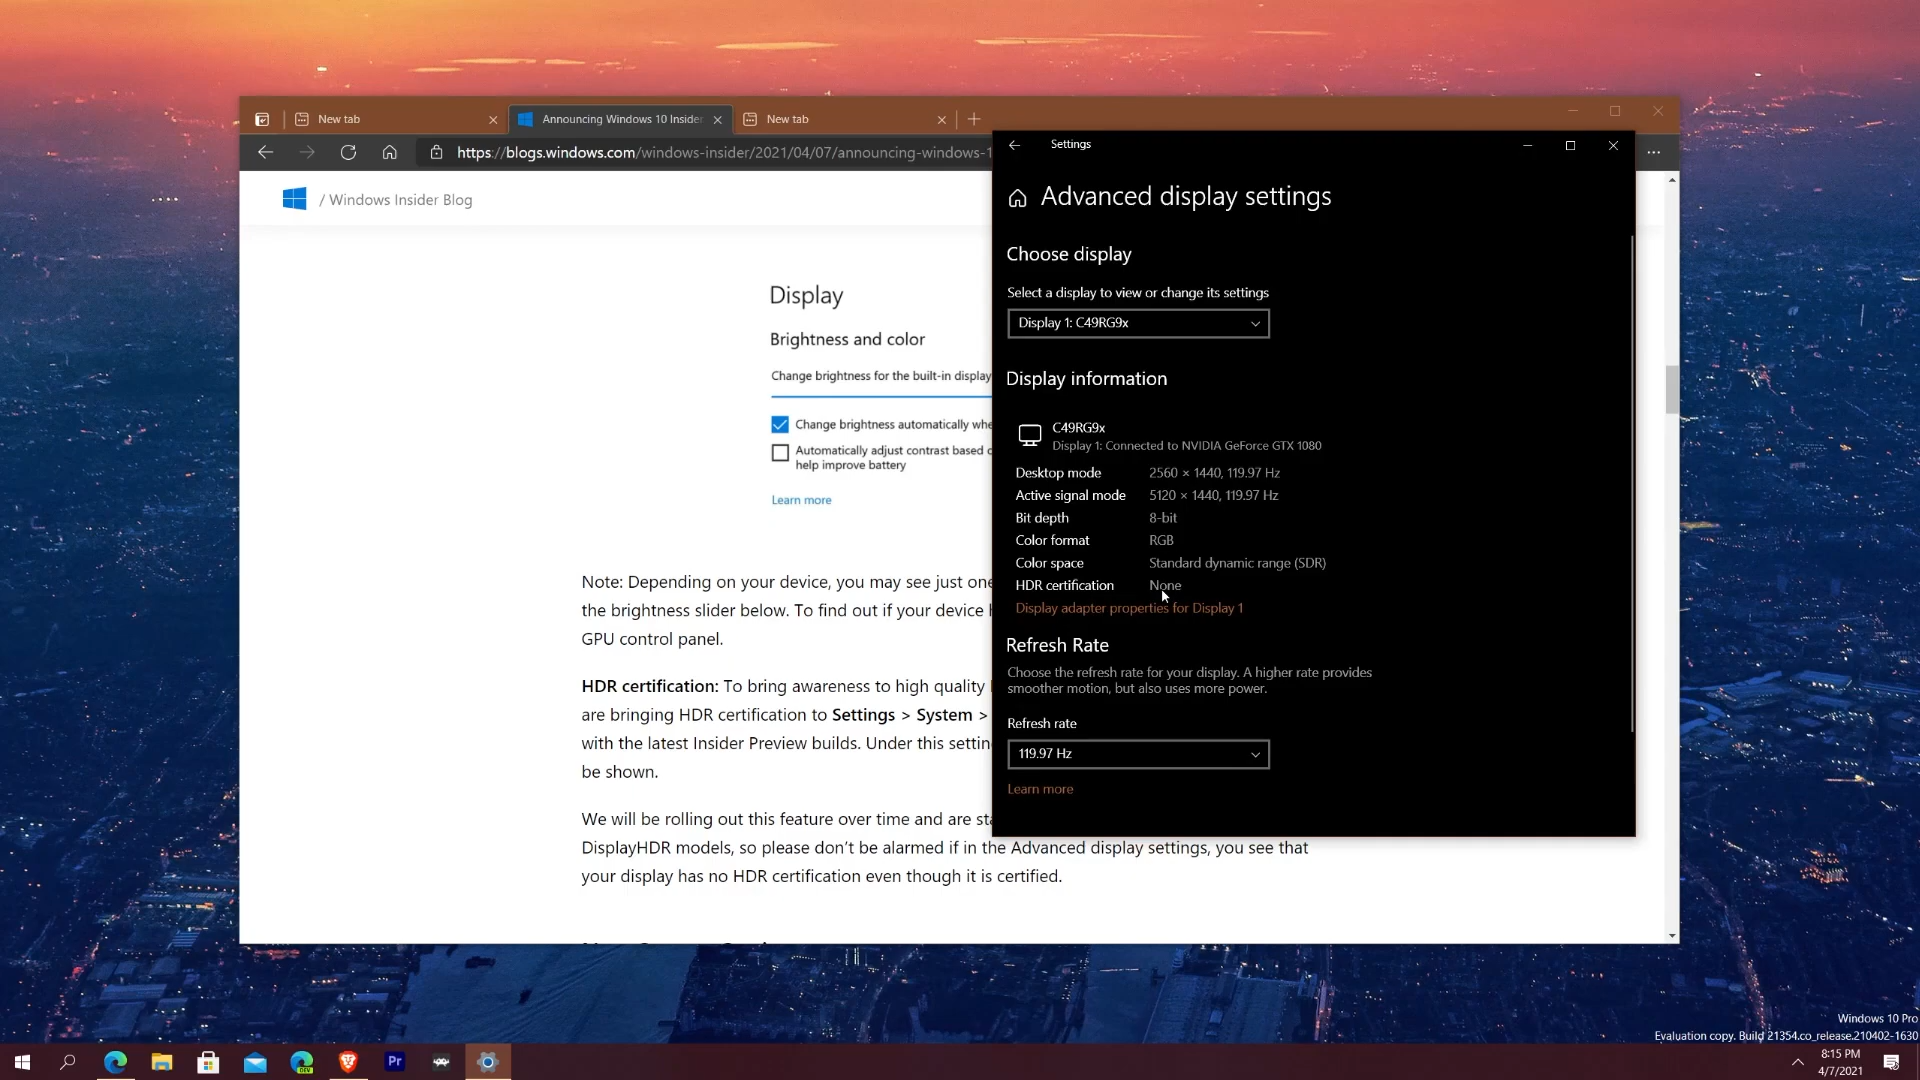 New tab
Announcing Windows 10 Insider
New tab
https://blogs.windows.com/windows-insider/2021/04/07/announcing-windows-1
/ Windows Insider Blog
Display
Brightness and color
Change brightness for the built-in display
Change brightness automatically whe
Automatically adjust contrast based
help improve battery
Learn more
Note: Depending on your device, you may see just one
the brightness slider below. To find out if your device
GPU control panel.
HDR certification: To bring awareness to high quality
are bringing HDR certification to Settings > System >
with the latest Insider Preview builds. Under this settin
be shown.
We will be rolling out this feature over time and are sta
DisplayHDR models, so please don’t be alarmed if in the Advanced display settings, you see that
your display has no HDR certification even though it is certified.
Settings
Advanced display settings
Choose display
Select a display to view or change its settings
Display 1: C49RG9x
Display information
C49RG9x
Display 1: Connected to NVIDIA GeForce GTX 1080
Desktop mode 2560 × 1440, 119.97 Hz
Active signal mode 5120 × 1440, 119.97 Hz
Bit depth 8-bit
Color format RGB
Color space Standard dynamic range (SDR)
HDR certification None
Display adapter properties for Display 1
Refresh Rate
Choose the refresh rate for your display. A higher rate provides
smoother motion, but also uses more power.
Refresh rate
119.97 Hz
Learn more
Windows 10 Pro
Evaluation copy. Build 21354.co_release.210402-1630
Pr
DEV
8:15 PM
4/7/2021